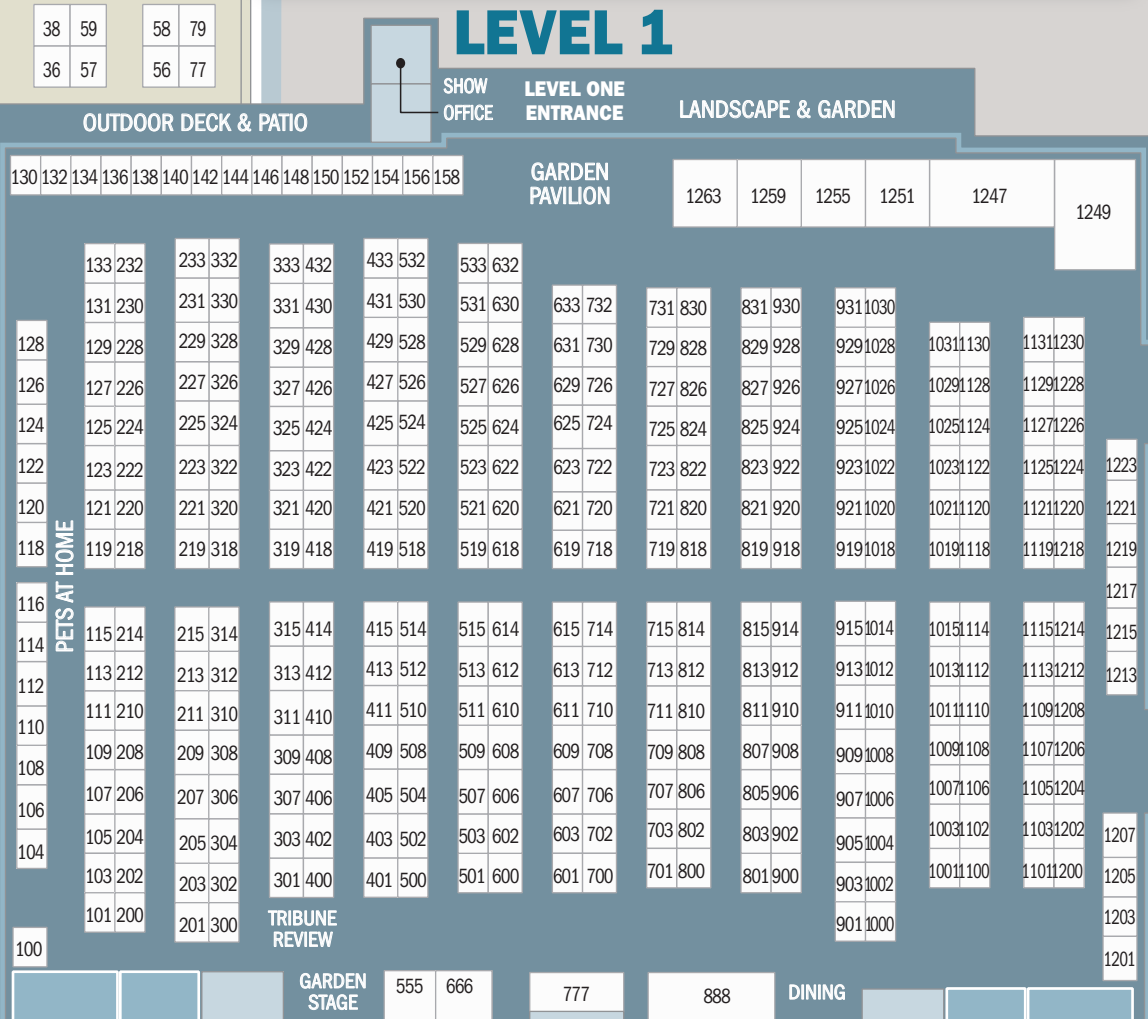 38 59 58 79
36 57 56 77
LEVEL 1
SHOW
OFFICE
LEVEL ONE
ENTRANCE
LANDSCAPE & GARDEN
OUTDOOR DECK & PATIO
130 132 134 136 138 140 142 144 146 148 150 152 154 156 158
GARDEN
PAVILION
1263 1259 1255 1251 1247 1249
133 232 233 332 333 432 433 532 533 632
131 230 231 330 331 430 431 530 531 630 633 732 731 830 831 930 931 1030
128 129 228 229 328 329 428 429 528 529 628 631 730 729 828 829 928 929 1028 1031 1130 1131 1230
126 127 226 227 326 327 426 427 526 527 626 629 726 727 826 827 926 927 1026 1029 1128 1129 1228
124 125 224 225 324 325 424 425 524 525 624 625 724 725 824 825 924 925 1024 1025 1124 1127 1226
122 123 222 223 322 323 422 423 522 523 622 623 722 723 822 823 922 923 1022 1023 1122 1125 1224 1223
120 121 220 221 320 321 420 421 520 521 620 621 720 721 820 821 920 921 1020 1021 1120 1121 1220 1221
118 119 218 219 318 319 418 419 518 519 618 619 718 719 818 819 918 919 1018 1019 1118 1119 1218 1219
PETS AT HOME
116 1217
114 115 214 215 314 315 414 415 514 515 614 615 714 715 814 815 914 915 1014 1015 1114 1115 1214 1215
112 113 212 213 312 313 412 413 512 513 612 613 712 713 812 813 912 913 1012 1013 1112 1113 1212 1213
110 111 210 211 310 311 410 411 510 511 610 611 710 711 810 811 910 911 1010 1011 1110 1109 1208
108 109 208 209 308 309 408 409 508 509 608 609 708 709 808 807 908 909 1008 1009 1108 1107 1206
106 107 206 207 306 307 406 405 504 507 606 607 706 707 806 805 906 907 1006 1007 1106 1105 1204
104 105 204 205 304 303 402 403 502 503 602 603 702 703 802 803 902 905 1004 1003 1102 1103 1202 1207
103 202 203 302 301 400 401 500 501 600 601 700 701 800 801 900 903 1002 1001 1100 1101 1200 1205
101 200 201 300 901 1000 1203
TRIBUNE
REVIEW
100 1201
GARDEN
STAGE
555 666 777 888
DINING